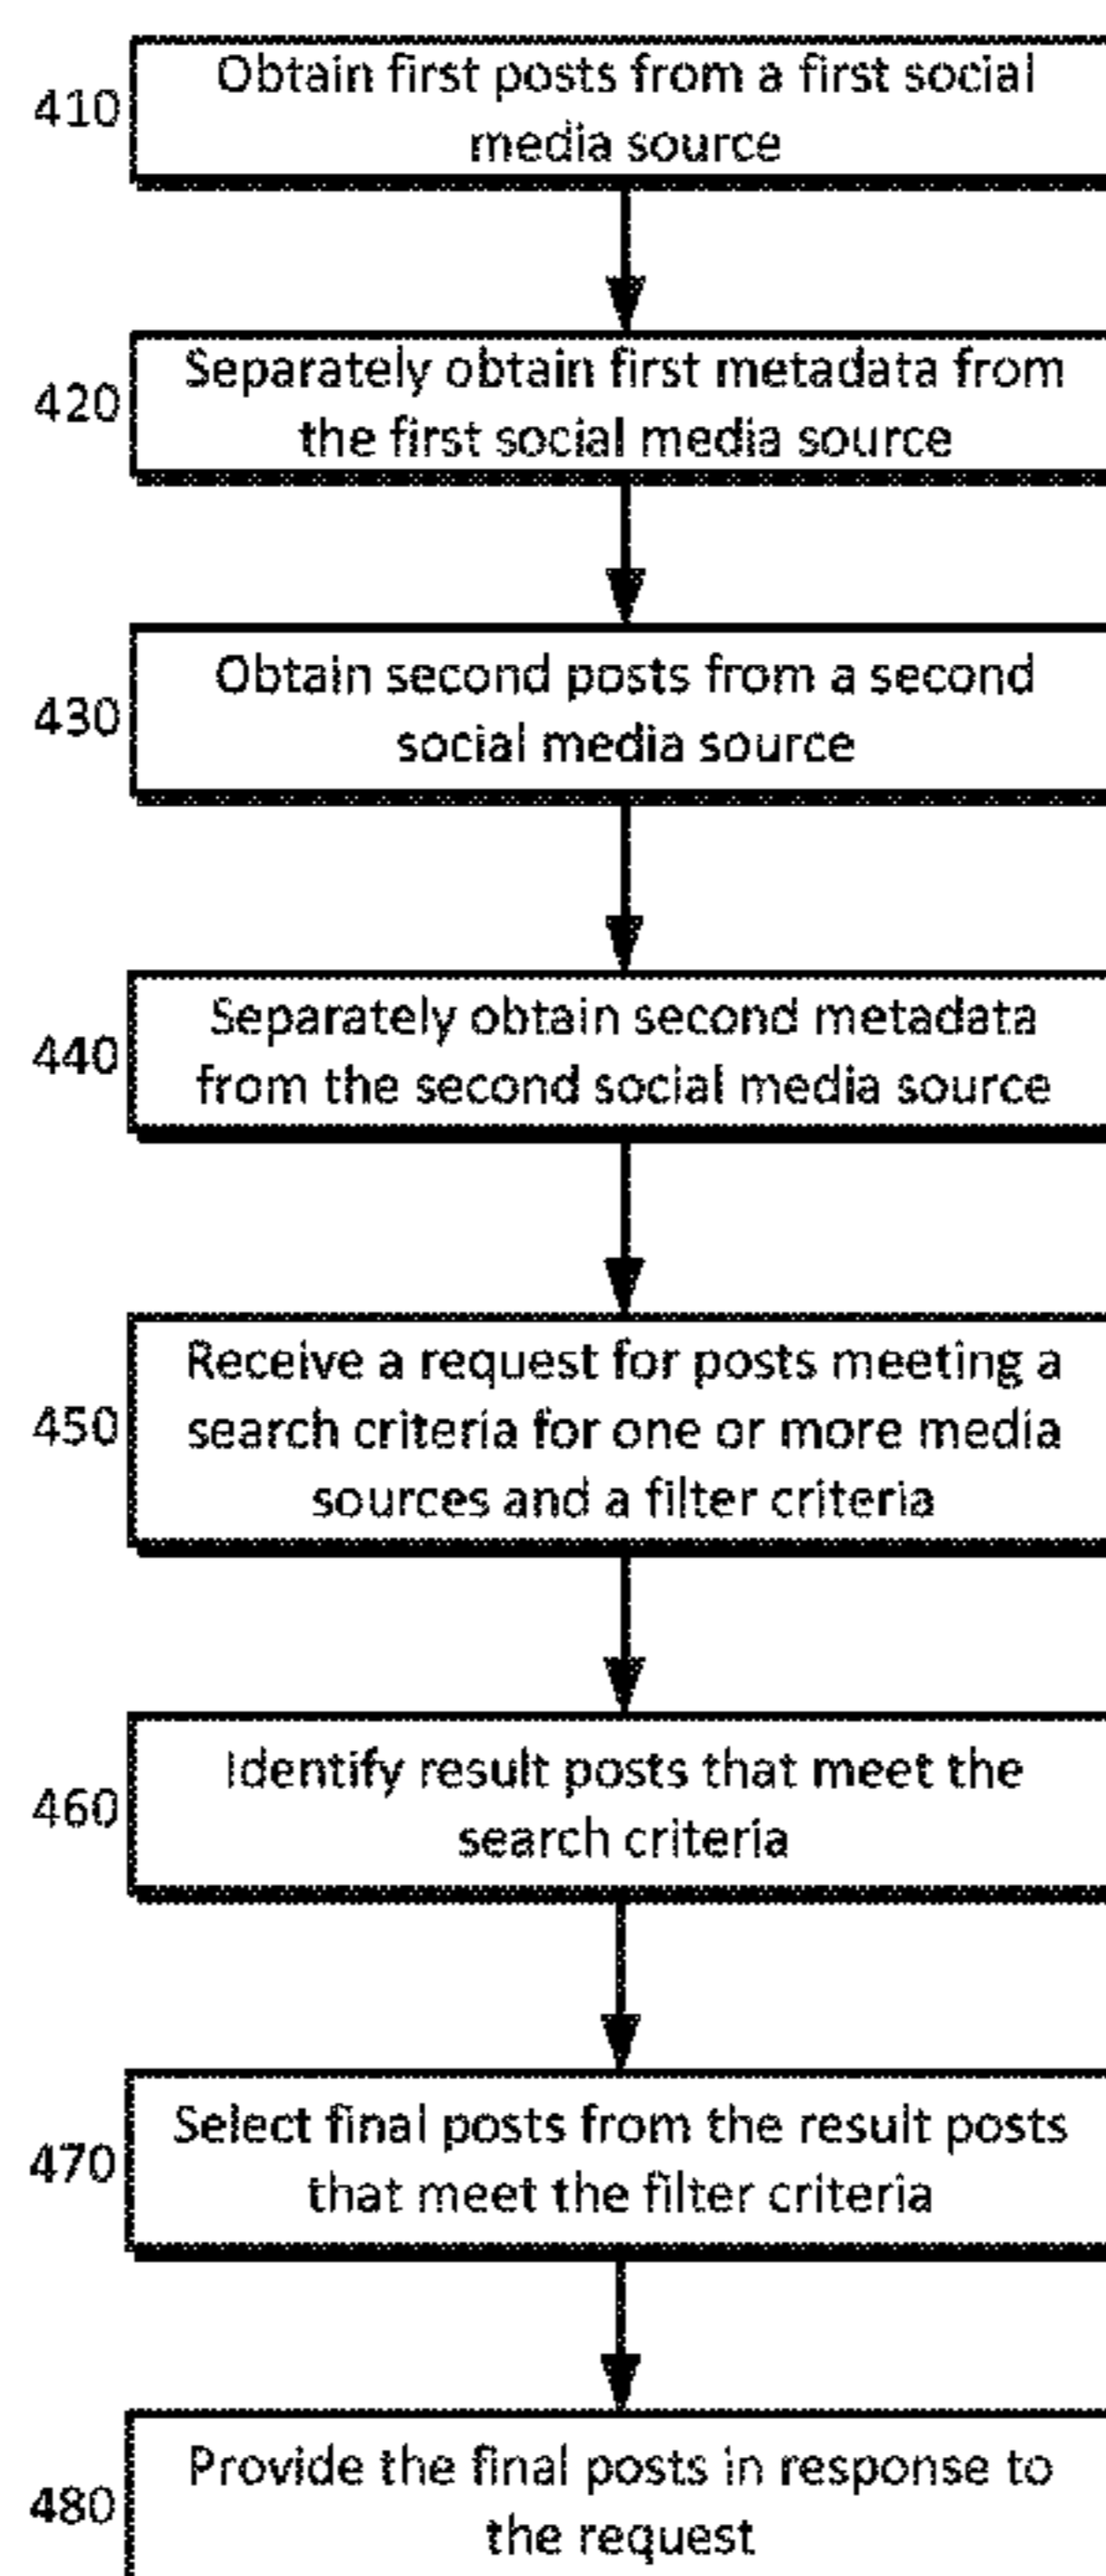 Obtain first posts from a first social
410
media source
Separately obtain first metadata from
420
the first social media source
Obtain second posts from a second
430
social media source
Separately obtain second metadata
440
from the second social media source
Receive a request for posts meeting a
450
search criteria for one or more media
sources and a filter criteria
Identify result posts that meet the
460
search criteria
Select final posts from the result posts
470
that meet the filter criteria
Provide the final posts in response to
480
the request